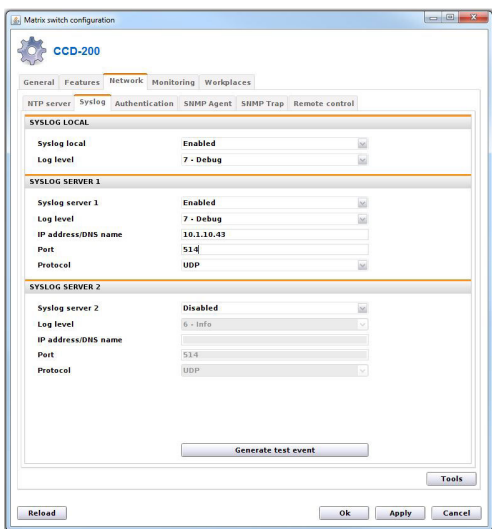 Matrix switch configuration
CCD-200
General Features Network Monitoring Workplaces
NTP server Syslog Authentication SNMP Agent SNMP Trap Remote control
SYSLOG LOCAL
Syslog local Enabled
Log level 7 - Debug
SYSLOG SERVER 1
Syslog server 1 Enabled
Log level 7 - Debug
IP address/DNS name 10.1.10.43
Port 514
Protocol UDP
SYSLOG SERVER 2
Syslog server 2 Disabled
Log level 6 - Info
IP address/DNS name
Port 514
Protocol UDP
Generate test event
Tools
Reload Ok Apply Cancel